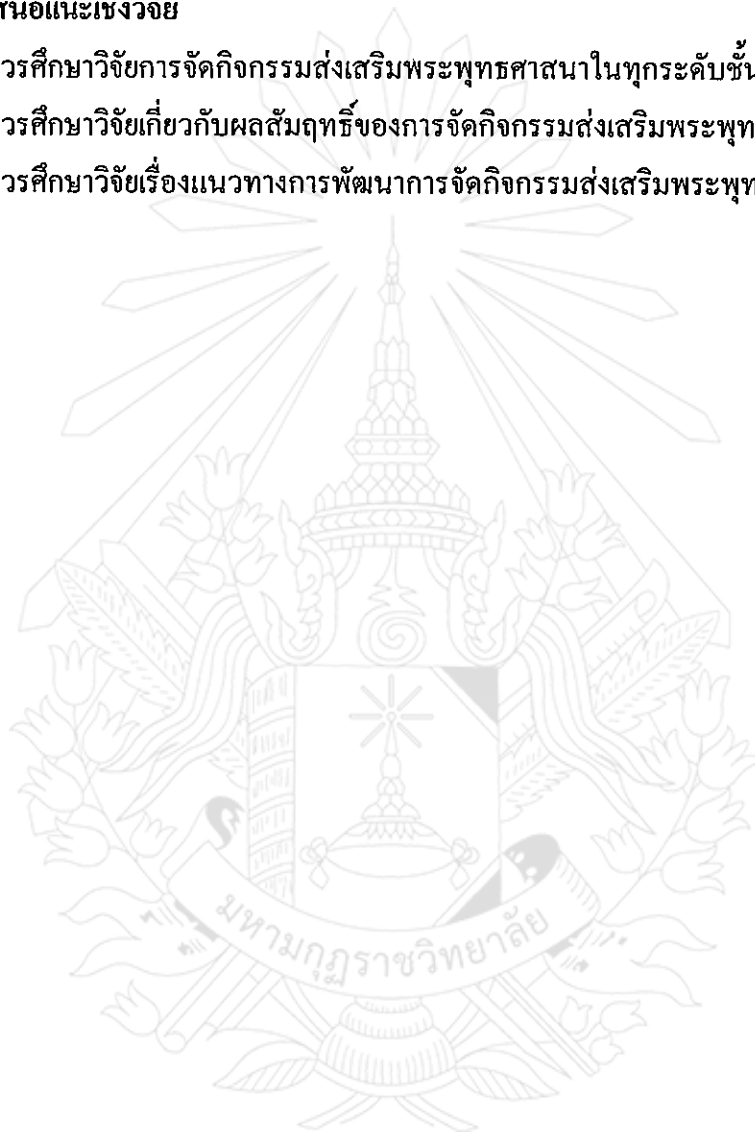 สนอแนะเชิงวิจัย
วรศึกษาวิจัยการจัดกิจกรรมส่งเสริมพระพุทธศาสนาในทุกระดับชั้น
วรศึกษาวิจัยเกี่ยวกับผลสัมฤทธิ์ของการจัดกิจกรรมส่งเสริมพระพุท
วรศึกษาวิจัยเรื่องแนวทางการพัฒนาการจัดกิจกรรมส่งเสริมพระพุท
มหามกุฏราชวิทยาลัย